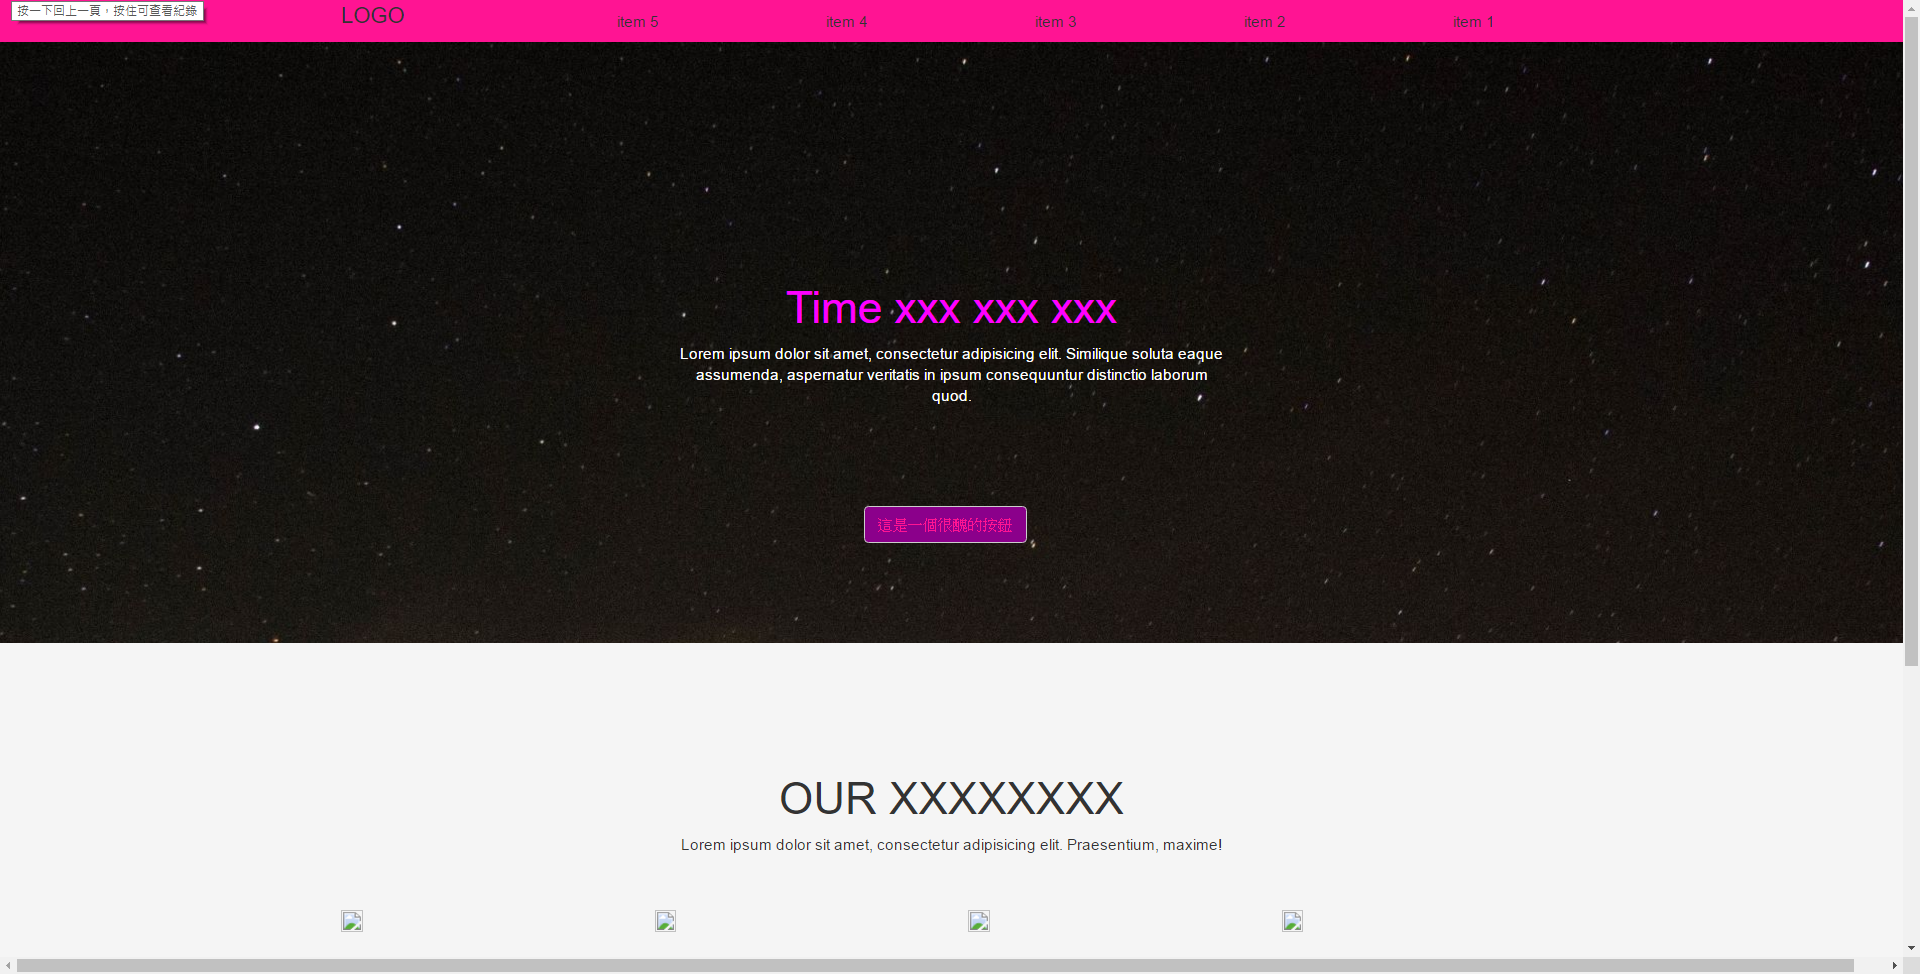 按一下回上一頁，按住可查看紀錄
LOGO
item 5
item 4
item 3
item 2
item 1
Time xxx xxx xxx
Lorem ipsum dolor sit amet, consectetur adipisicing elit. Similique soluta eaque
assumenda, aspernatur veritatis in ipsum consequuntur distinctio laborum
quod.
這是一個很醜的按鈕
OUR XXXXXXXX
Lorem ipsum dolor sit amet, consectetur adipisicing elit. Praesentium, maxime!